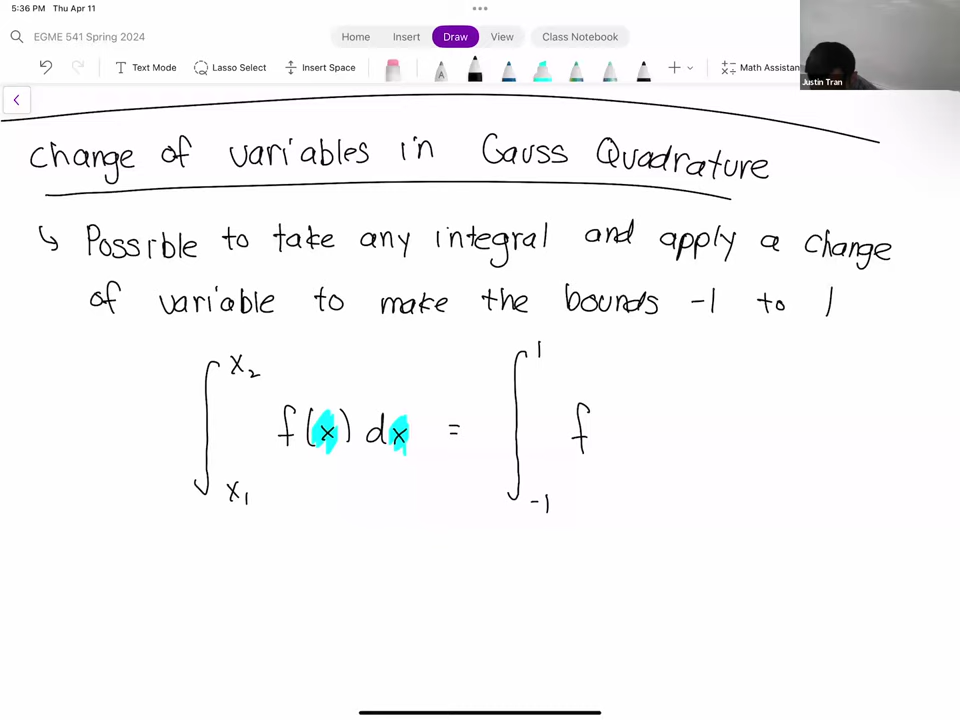 5:36 PM Thu Apr 11
EGME 541 Spring 2024
Home Insert Draw View Class Notebook
Text Mode Lasso Select Insert Space A Math Assistan
Justin Tran
Change of variables in Gauss Quadrature
↳ Possible to take any integral and apply a change
of variable to make the bounds -1 to 1
∫_{x₁}^{x₂} f(x) dx = ∫_{-1}^{1} f